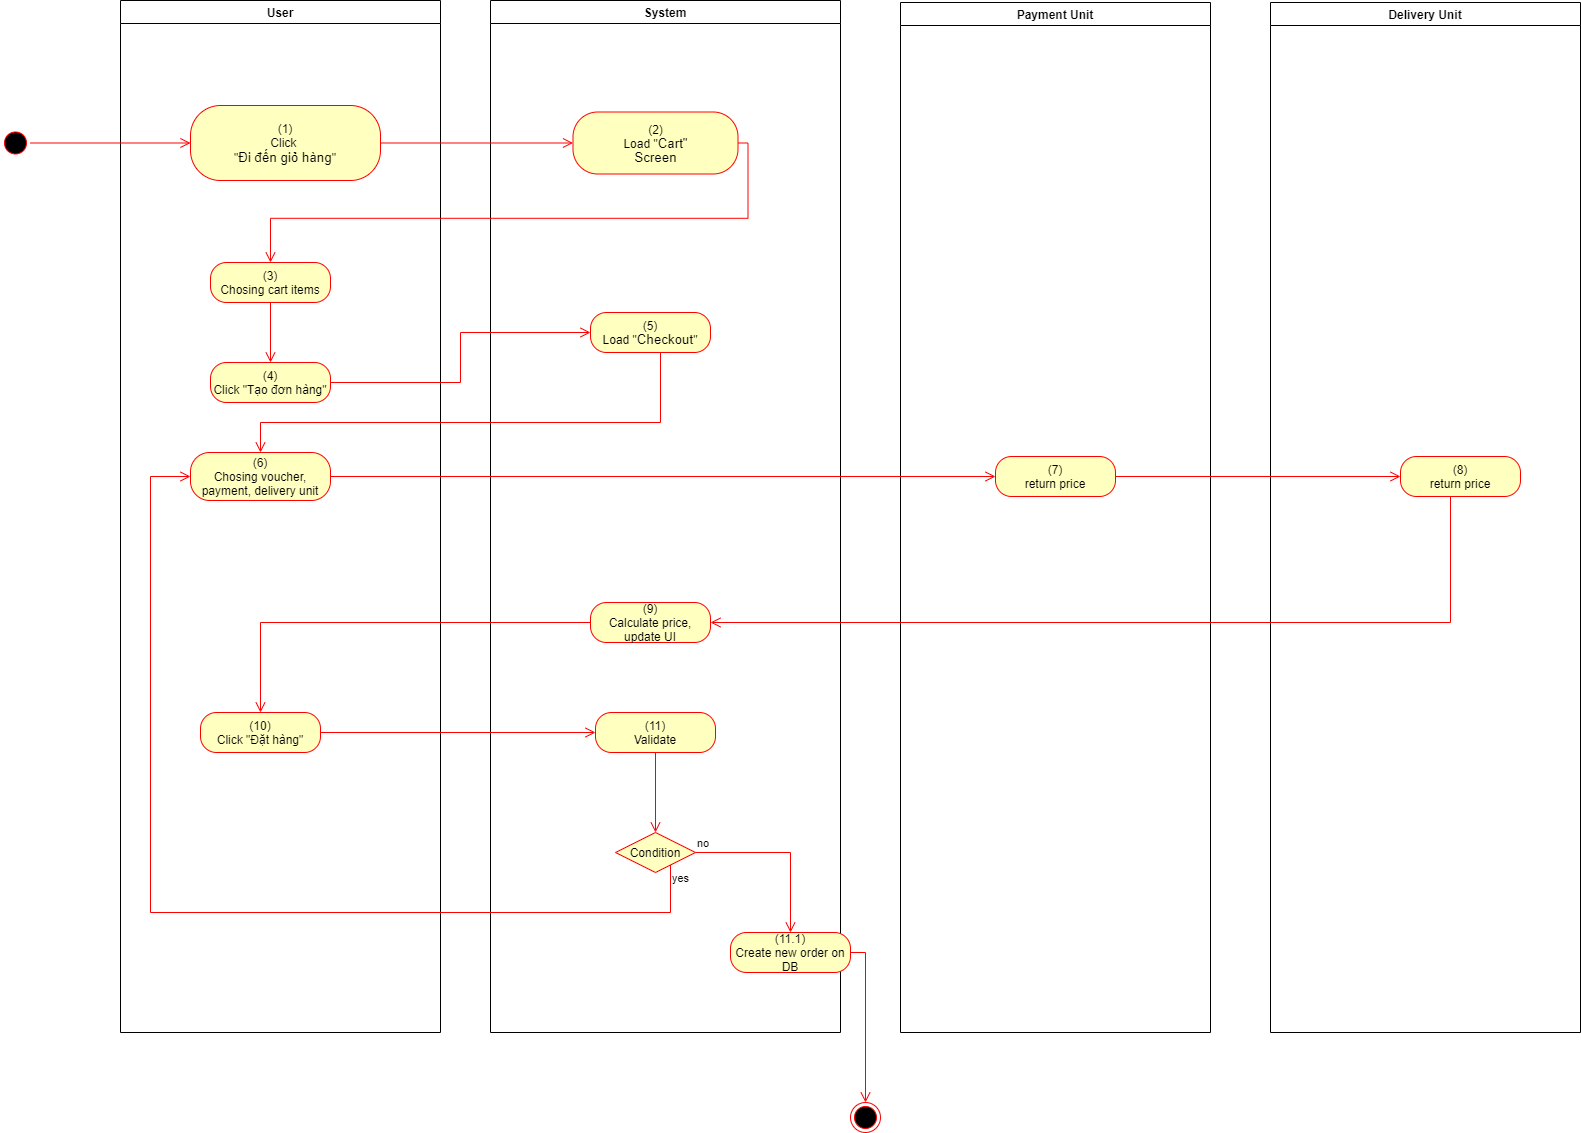 User
System
Payment Unit
Delivery Unit
(1)
Click
"Đi đến giỏ hàng"
(2)
Load "Cart"
Screen
(3)
Chosing cart items
(4)
Click "Tạo đơn hàng"
(5)
Load "Checkout"
(6)
Chosing voucher,
payment, delivery unit
(7)
return price
(8)
return price
(9)
Calculate price,
update UI
(10)
Click "Đặt hàng"
(11)
Validate
Condition
no
yes
(11.1)
Create new order on
DB